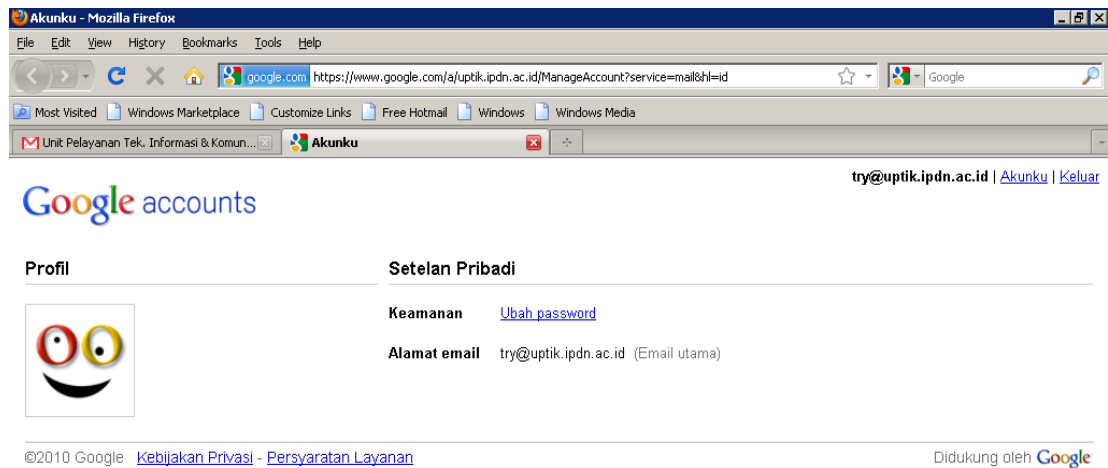 Akunku - Mozilla Firefox
File Edit View History Bookmarks Tools Help
google.com https://www.google.com/a/uptik.ipdn.ac.id/ManageAccount?service=mail&hl=id Google
Most Visited Windows Marketplace Customize Links Free Hotmail Windows Windows Media
Unit Pelayanan Tek. Informasi & Komun... Akunku
try@uptik.ipdn.ac.id | Akunku | Keluar
Google accounts
Profil Setelan Pribadi
Keamanan Ubah password
Alamat email try@uptik.ipdn.ac.id (Email utama)
©2010 Google Kebijakan Privasi - Persyaratan Layanan Didukung oleh Google